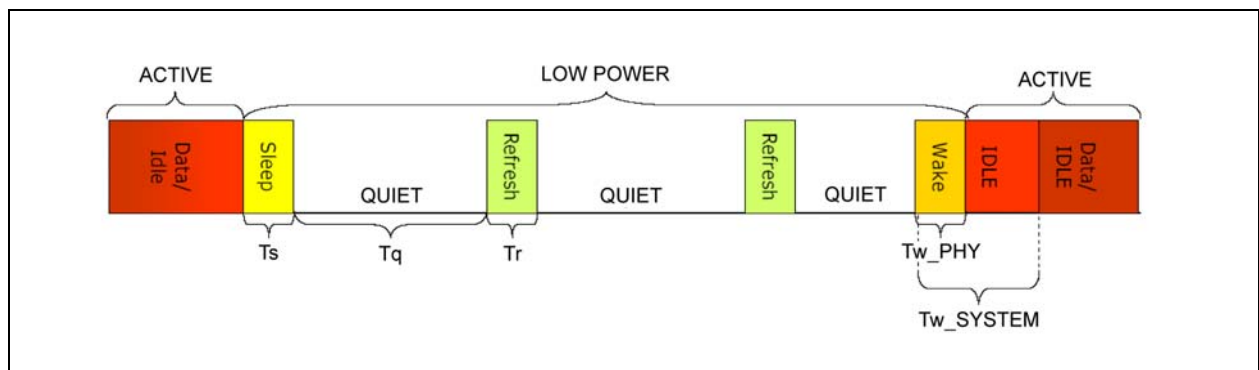 ACTIVE
LOW POWER
ACTIVE
Data/
Idle
Sleep
QUIET
Refresh
QUIET
Refresh
QUIET
Wake
IDLE
Data/
IDLE
Ts
Tq
Tr
Tw_PHY
Tw_SYSTEM